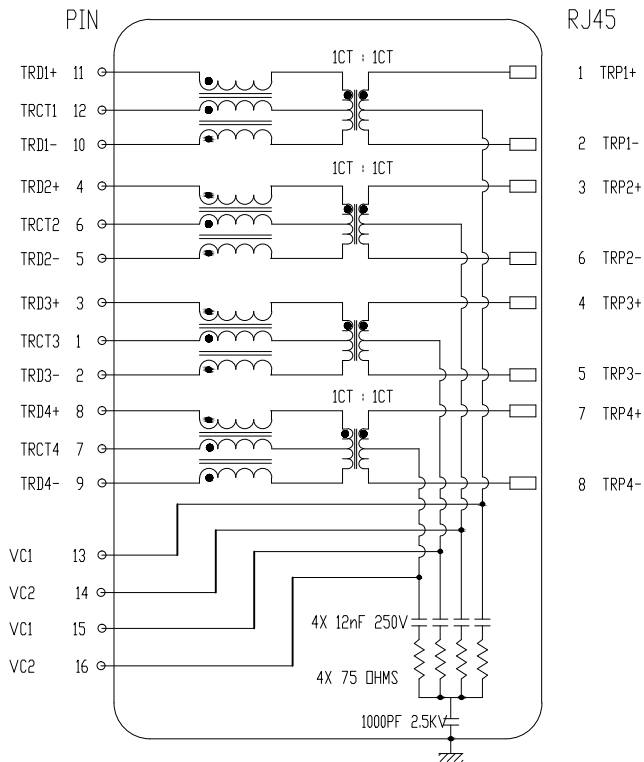 PIN RJ45
1CT : 1CT
TRD1+ 11 1 TRP1+
TRCT1 12
TRD1- 10 2 TRP1-
1CT : 1CT
TRD2+ 4 3 TRP2+
TRCT2 6
TRD2- 5 6 TRP2-
TRD3+ 3 4 TRP3+
TRCT3 1
TRD3- 2 5 TRP3-
1CT : 1CT
TRD4+ 8 7 TRP4+
TRCT4 7
TRD4- 9 8 TRP4-
VC1 13
VC2 14
4X 12nF 250V
VC1 15
VC2 16
4X 75 OHMS
1000PF 2.5KV